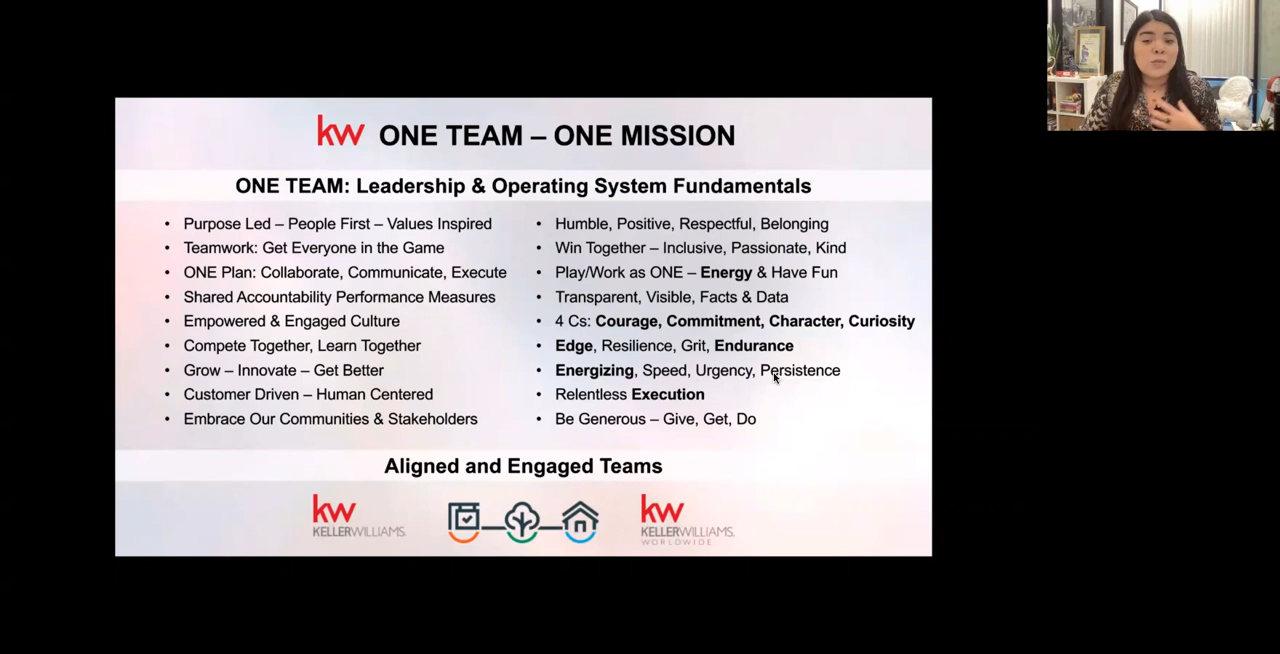 kw ONE TEAM – ONE MISSION
ONE TEAM: Leadership & Operating System Fundamentals
• Purpose Led – People First – Values Inspired
• Teamwork: Get Everyone in the Game
• ONE Plan: Collaborate, Communicate, Execute
• Shared Accountability Performance Measures
• Empowered & Engaged Culture
• Compete Together, Learn Together
• Grow – Innovate – Get Better
• Customer Driven – Human Centered
• Embrace Our Communities & Stakeholders
• Humble, Positive, Respectful, Belonging
• Win Together – Inclusive, Passionate, Kind
• Play/Work as ONE – Energy & Have Fun
• Transparent, Visible, Facts & Data
• 4 Cs: Courage, Commitment, Character, Curiosity
• Edge, Resilience, Grit, Endurance
• Energizing, Speed, Urgency, Persistence
• Relentless Execution
• Be Generous – Give, Get, Do
Aligned and Engaged Teams
kw
KELLERWILLIAMS.
kw
KELLERWILLIAMS.
WORLDWIDE